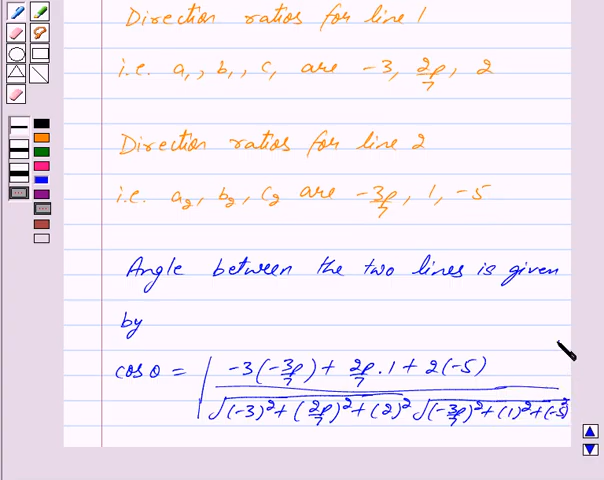 Direction ratios for line 1
i.e. a₁, b₁, c₁ are -3, 2p/7, 2
Direction ratios for line 2
i.e. a₂, b₂, c₂ are -3p/7, 1, -5
Angle between the two lines is given
by
cos θ = | -3(-3p/7) + 2p/7 . 1 + 2(-5) / √(-3)² + (2p/7)² + (2)² √(-3p/7)² + (1)² + (-5)²